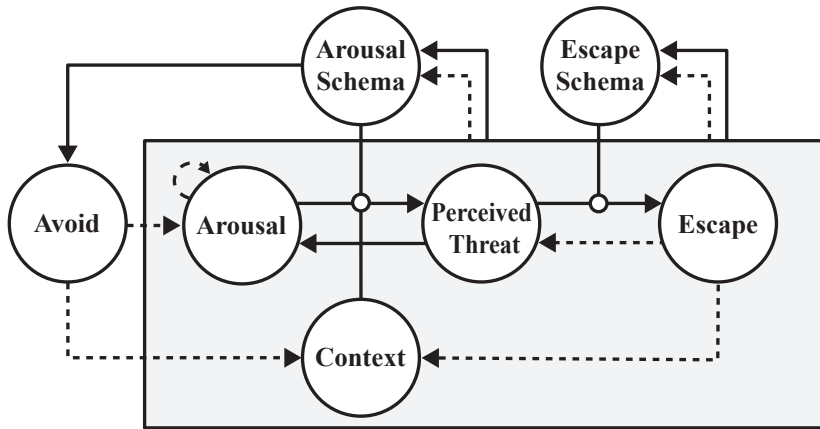 Arousal
Schema
Escape
Schema
Avoid
Arousal
Perceived
Threat
Escape
Context